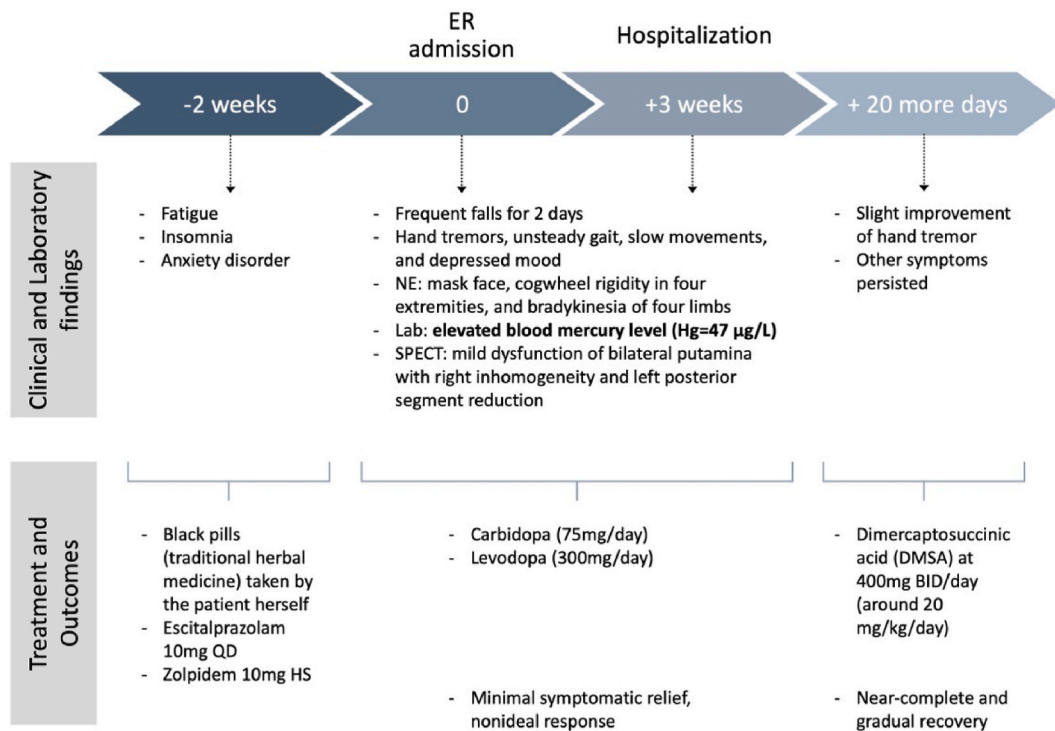 ER
admission
Hospitalization
-2 weeks
0
+3 weeks
+ 20 more days
Clinical and Laboratory
findings
- Fatigue
- Insomnia
- Anxiety disorder
- Frequent falls for 2 days
- Hand tremors, unsteady gait, slow movements,
and depressed mood
- NE: mask face, cogwheel rigidity in four
extremities, and bradykinesia of four limbs
- Lab: elevated blood mercury level (Hg=47 µg/L)
- SPECT: mild dysfunction of bilateral putamina
with right inhomogeneity and left posterior
segment reduction
- Slight improvement
of hand tremor
- Other symptoms
persisted
Treatment and
Outcomes
- Black pills
(traditional herbal
medicine) taken by
the patient herself
- Escitalprazolam
10mg QD
- Zolpidem 10mg HS
- Carbidopa (75mg/day)
- Levodopa (300mg/day)
- Minimal symptomatic relief,
nonideal response
- Dimercaptosuccinic
acid (DMSA) at
400mg BID/day
(around 20
mg/kg/day)
- Near-complete and
gradual recovery